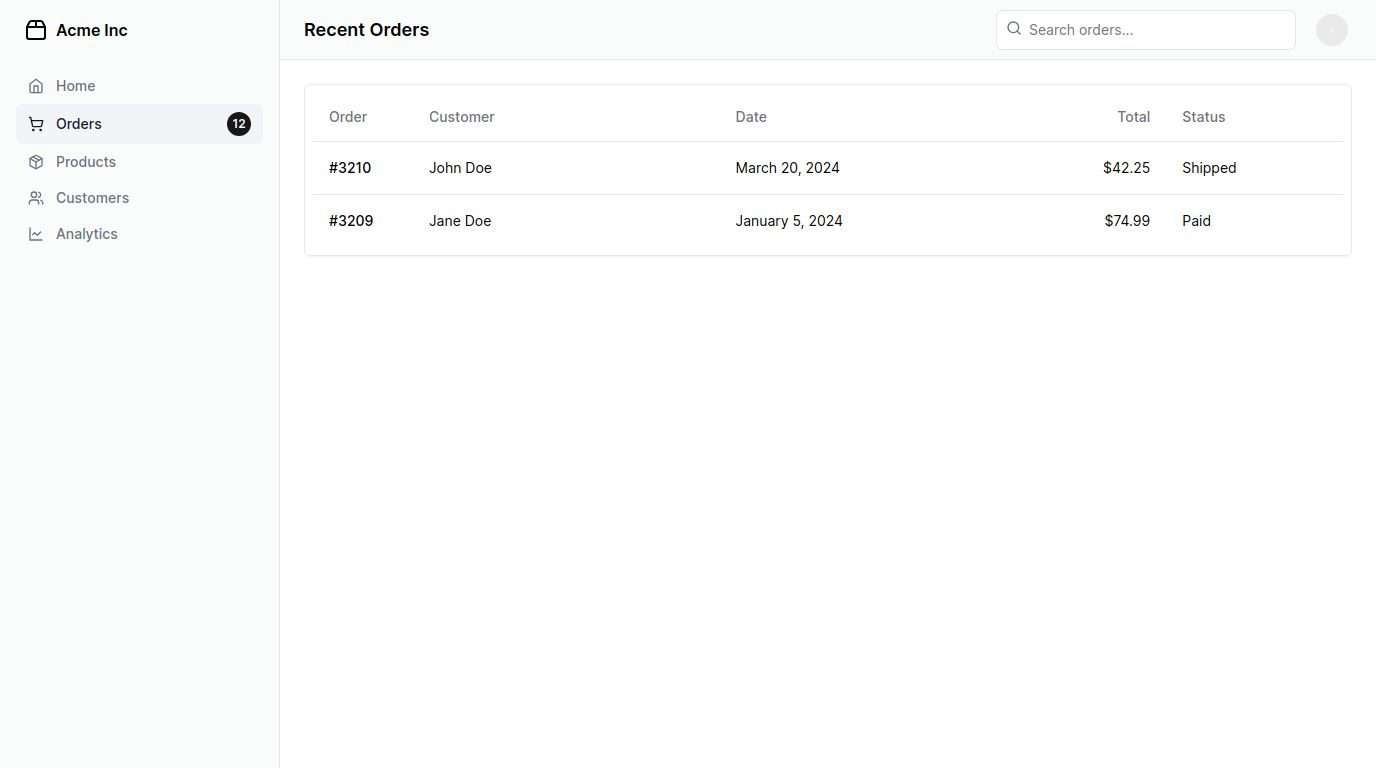 Acme Inc
Home
Orders 12
Products
Customers
Analytics
Recent Orders
Search orders...
Order Customer Date Total Status
#3210 John Doe March 20, 2024 $42.25 Shipped
#3209 Jane Doe January 5, 2024 $74.99 Paid